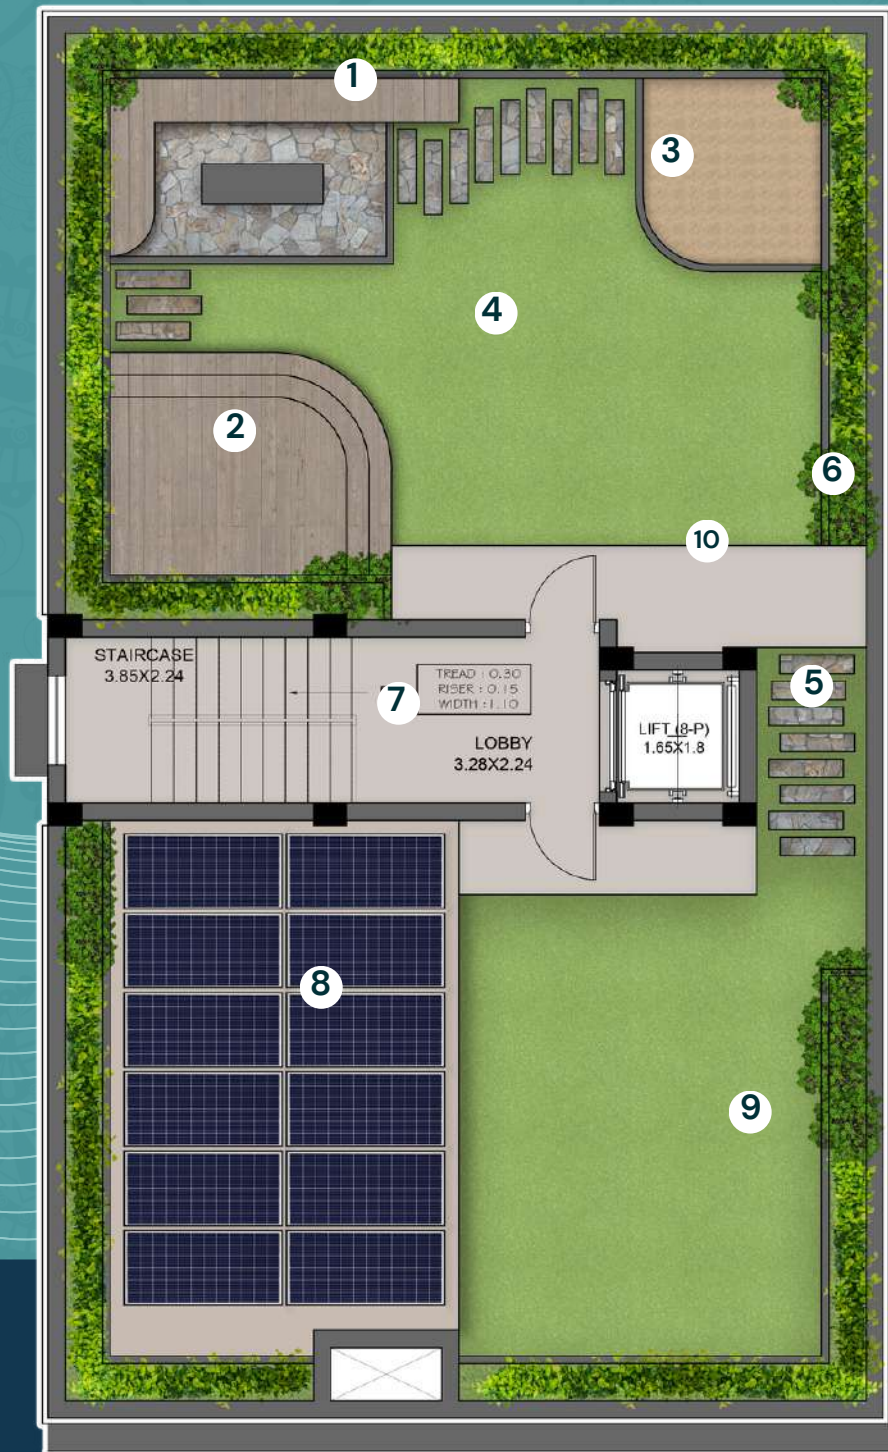 1
3
4
2
6
10
STAIRCASE
3.85X2.24
7
TREAD : 0.30
RISER : 0.15
WIDTH : 1.10
5
LIFT (8-P)
1.65X1.8
LOBBY
3.28X2.24
8
9